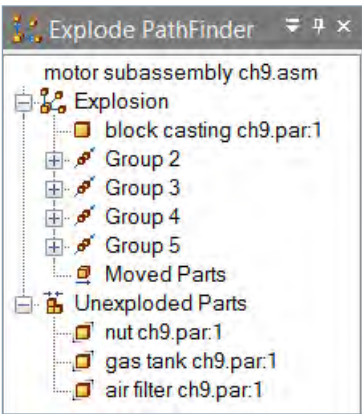 Explode PathFinder
motor subassembly ch9.asm
Explosion
block casting ch9.par:1
Group 2
Group 3
Group 4
Group 5
Moved Parts
Unexploded Parts
nut ch9.par:1
gas tank ch9.par:1
air filter ch9.par:1